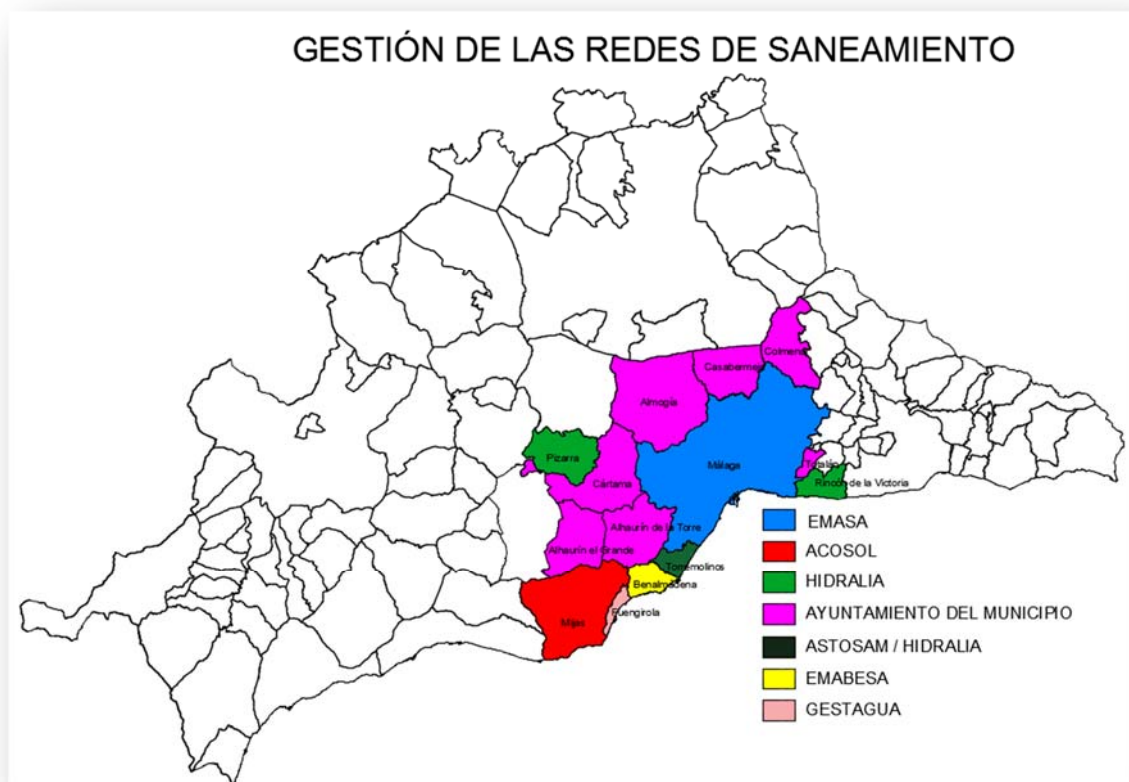 GESTIÓN DE LAS REDES DE SANEAMIENTO
Colmenar
Casabermeja
Almogía
Pizarra
Málaga
Totalán
Cártama
Rincón de la Victoria
Alhaurín de la Torre
Alhaurín el Grande
Torremolinos
Benalmádena
Fuengirola
Mijas
EMASA
ACOSOL
HIDRALIA
AYUNTAMIENTO DEL MUNICIPIO
ASTOSAM / HIDRALIA
EMABESA
GESTAGUA